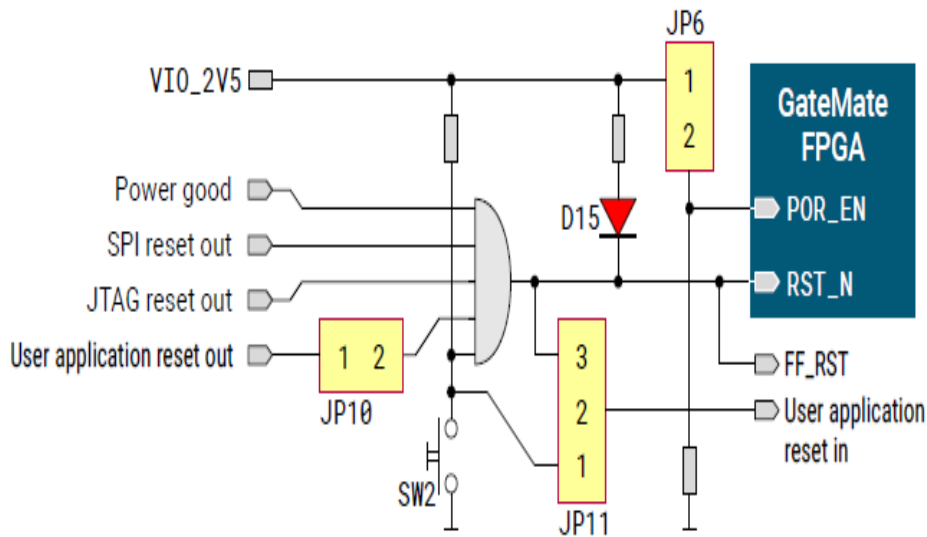 JP6
VIO_2V5
1
2
GateMate
FPGA
Power good
POR_EN
D15
SPI reset out
RST_N
JTAG reset out
User application reset out
1 2
JP10
3
2
1
JP11
FF_RST
User application
reset in
SW2